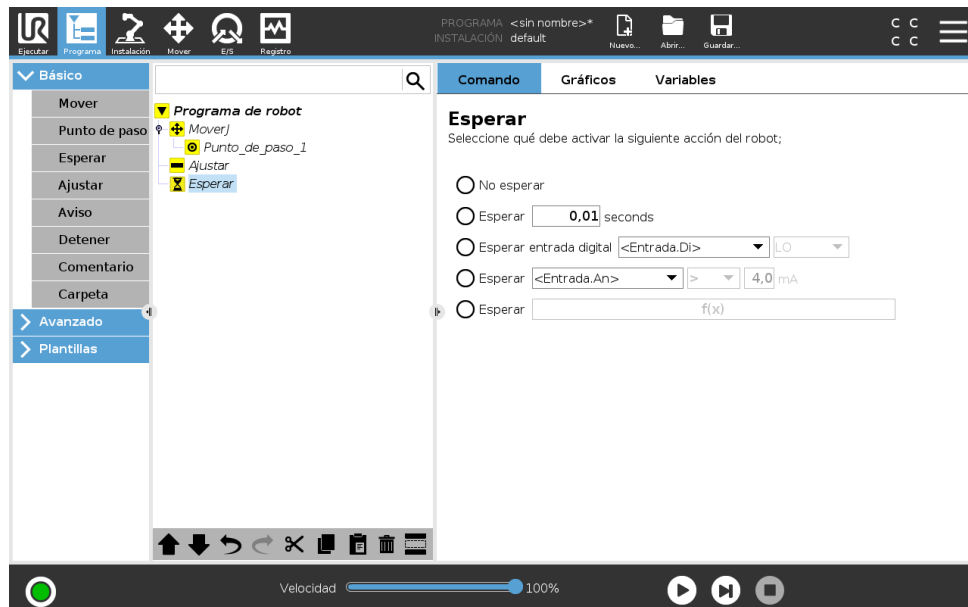 UR
Ejecutar
Programa
Instalación
Mover
E/S
Registro
PROGRAMA <sin nombre>*
INSTALACIÓN default
Nuevo...
Abrir...
Guardar...
C C
C C
Básico
Mover
Punto de paso
Esperar
Ajustar
Aviso
Detener
Comentario
Carpeta
Avanzado
Plantillas
Programa de robot
MoverJ
Punto_de_paso_1
Ajustar
Esperar
Comando Gráficos Variables
Esperar
Seleccione qué debe activar la siguiente acción del robot;
No esperar
Esperar 0,01 seconds
Esperar entrada digital <Entrada.Di> LO
Esperar <Entrada.An> > 4,0 mA
Esperar f(x)
Velocidad 100%